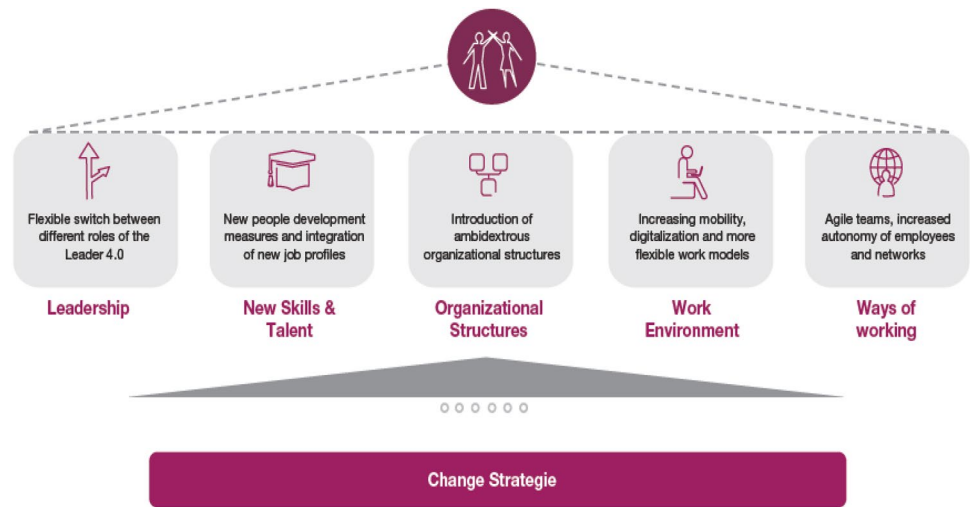 Flexible switch between
different roles of the
Leader 4.0
Leadership
New people development
measures and integration
of new job profiles
New Skills &
Talent
Introduction of
ambidextrous
organizational structures
Organizational
Structures
Increasing mobility,
digitalization and more
flexible work models
Work
Environment
Agile teams, increased
autonomy of employees
and networks
Ways of
working
Change Strategie